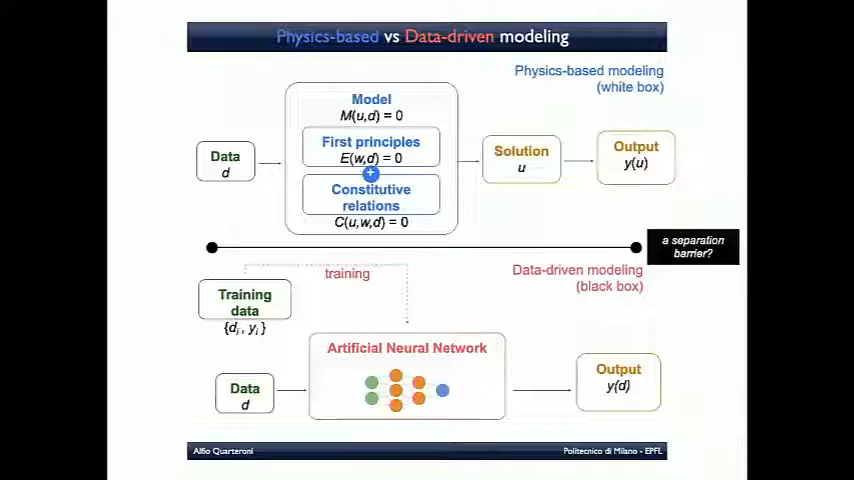 Physics-based vs Data-driven modeling
Physics-based modeling
(white box)
Model
M(u,d) = 0
First principles
E(w,d) = 0
+
Constitutive
relations
C(u,w,d) = 0
Data
d
Solution
u
Output
y(u)
a separation
barrier?
training
Data-driven modeling
(black box)
Training
data
{di , yi }
Artificial Neural Network
Data
d
Output
y(d)
Alfio Quarteroni
Politecnico di Milano - EPFL